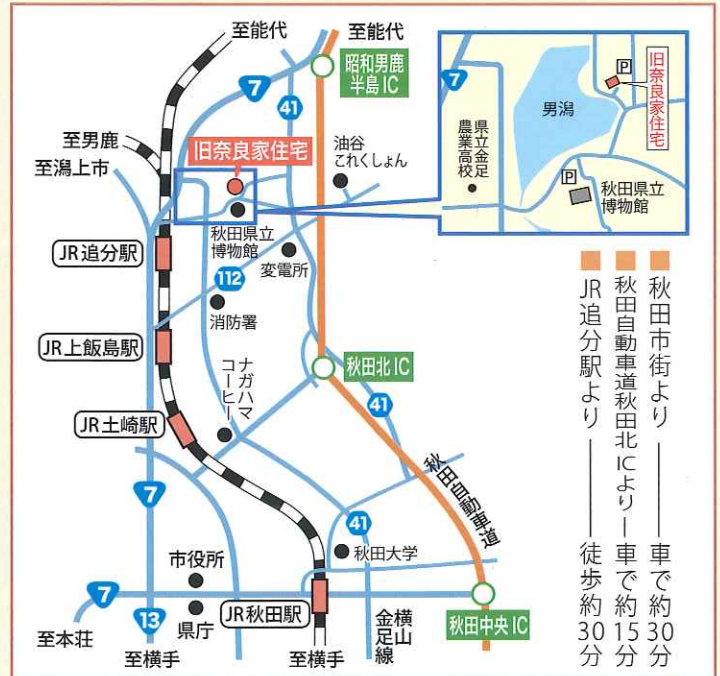 至能代
至能代
7
41
昭和男鹿
半島IC
至男鹿
至潟上市
旧奈良家住宅
油谷
これくしょん
秋田県立
博物館
変電所
JR追分駅
112
消防署
JR上飯島駅
ナガハマ
コーヒー
秋田北IC
JR土崎駅
41
秋田自動車道
7
41
秋田大学
市役所
7
県庁
13
JR秋田駅
秋田中央IC
至本荘
至横手
至横手
横山
金足線
7
県立金足
農業高校
男潟
P
旧奈良家住宅
P
秋田県立
博物館
秋田市街より――車で約30分
秋田自動車道秋田北ICより―車で約15分
JR追分駅より――徒歩約30分